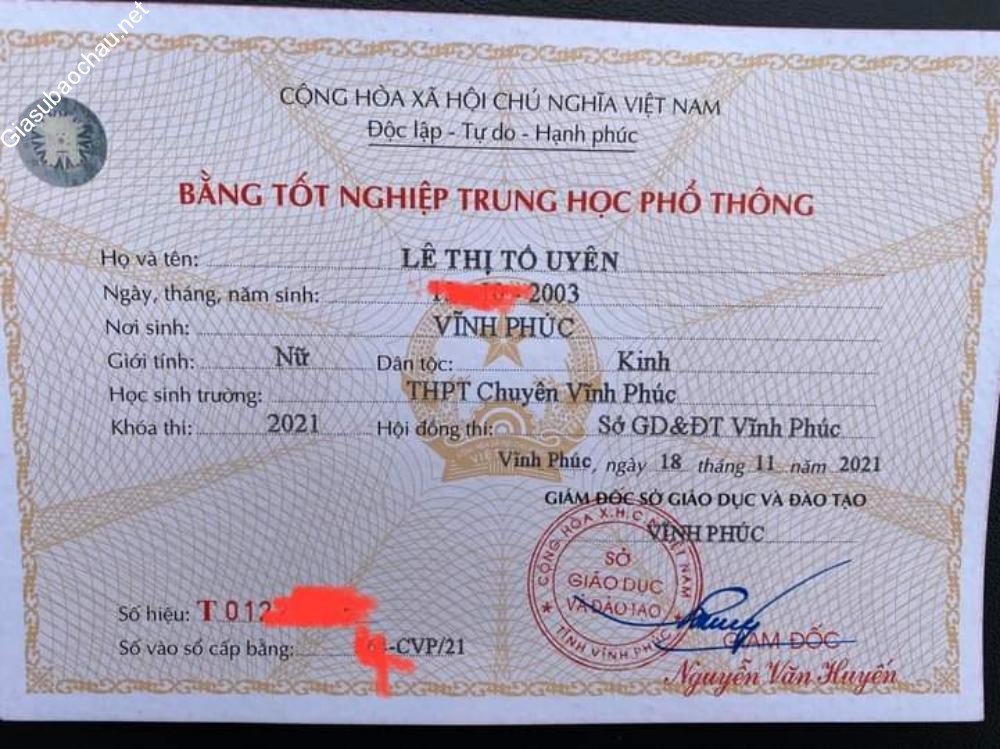 Giasubaochau.net
CỘNG HÒA XÃ HỘI CHỦ NGHĨA VIỆT NAM
Độc lập - Tự do - Hạnh phúc
BẰNG TỐT NGHIỆP TRUNG HỌC PHỔ THÔNG
Họ và tên: LÊ THỊ TỐ UYÊN
Ngày, tháng, năm sinh: - 2003
Nơi sinh: VĨNH PHÚC
Giới tính: Nữ Dân tộc: Kinh
Học sinh trường: THPT Chuyên Vĩnh Phúc
Khóa thi: 2021 Hội đồng thi: Sở GD&ĐT Vĩnh Phúc
Vĩnh Phúc, ngày 18 tháng 11 năm 2021
GIÁM ĐỐC SỞ GIÁO DỤC VÀ ĐÀO TẠO
VĨNH PHÚC
CỘNG HÒA X.H.C.N VIỆT NAM
SỞ
GIÁO DỤC
VÀ ĐÀO TẠO
TỈNH VĨNH PHÚC
Số hiệu: T 012
Số vào sổ cấp bằng: -CVP/21
GIÁM ĐỐC
Nguyễn Văn Huyến